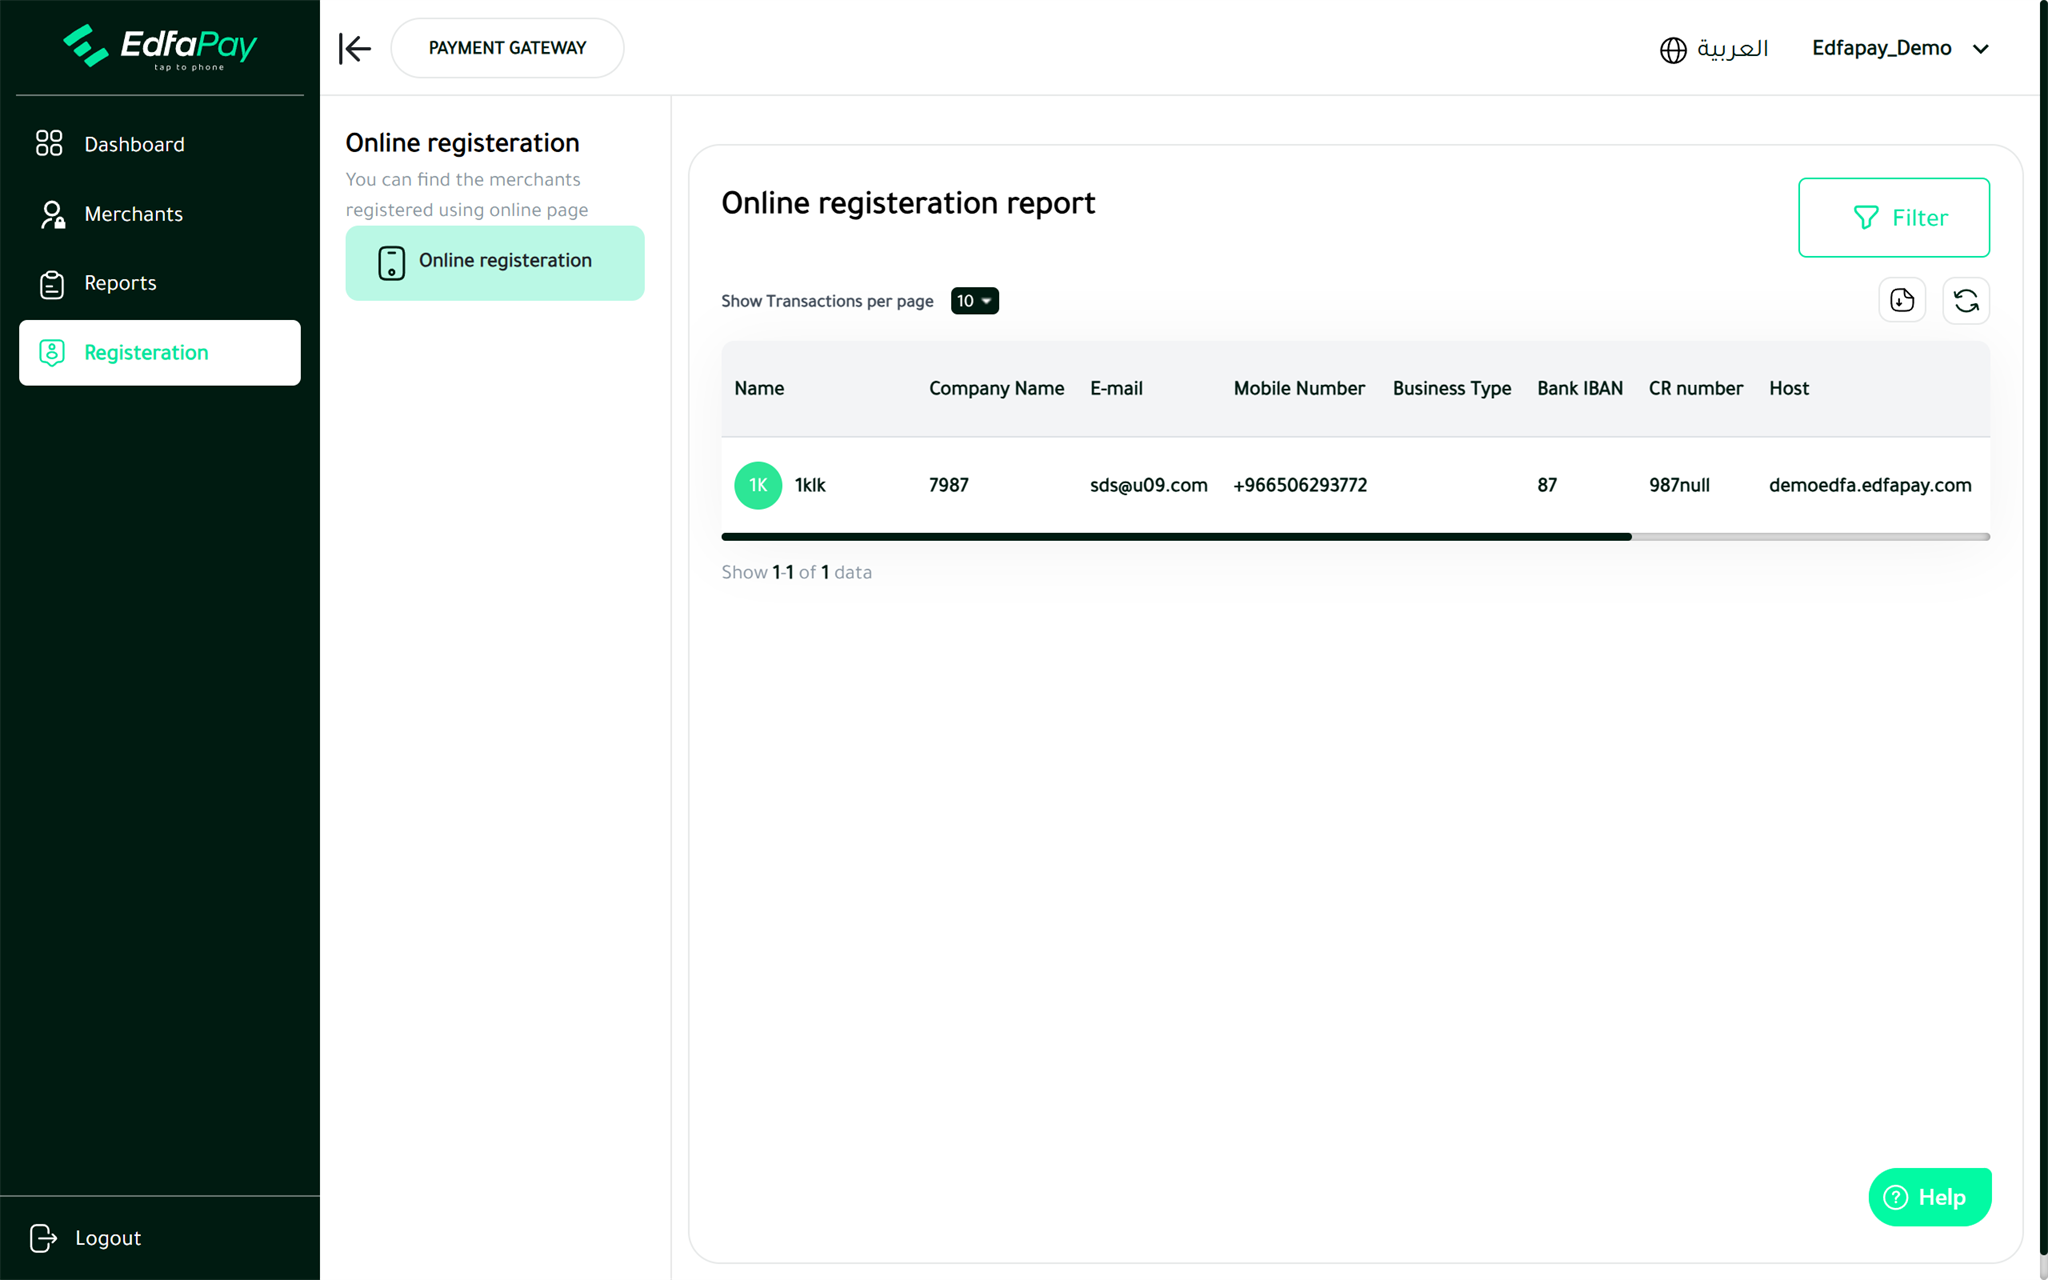 EdfaPay
tap to phone
Dashboard
Merchants
Reports
Registeration
Logout
PAYMENT GATEWAY
العربية
Edfapay_Demo
Online registeration
You can find the merchants
registered using online page
Online registeration
Online registeration report
Filter
Show Transactions per page 10
Name Company Name E-mail Mobile Number Business Type Bank IBAN CR number Host
1K 1klk 7987 sds@u09.com +966506293772 87 987null demoedfa.edfapay.com
Show 1-1 of 1 data
Help